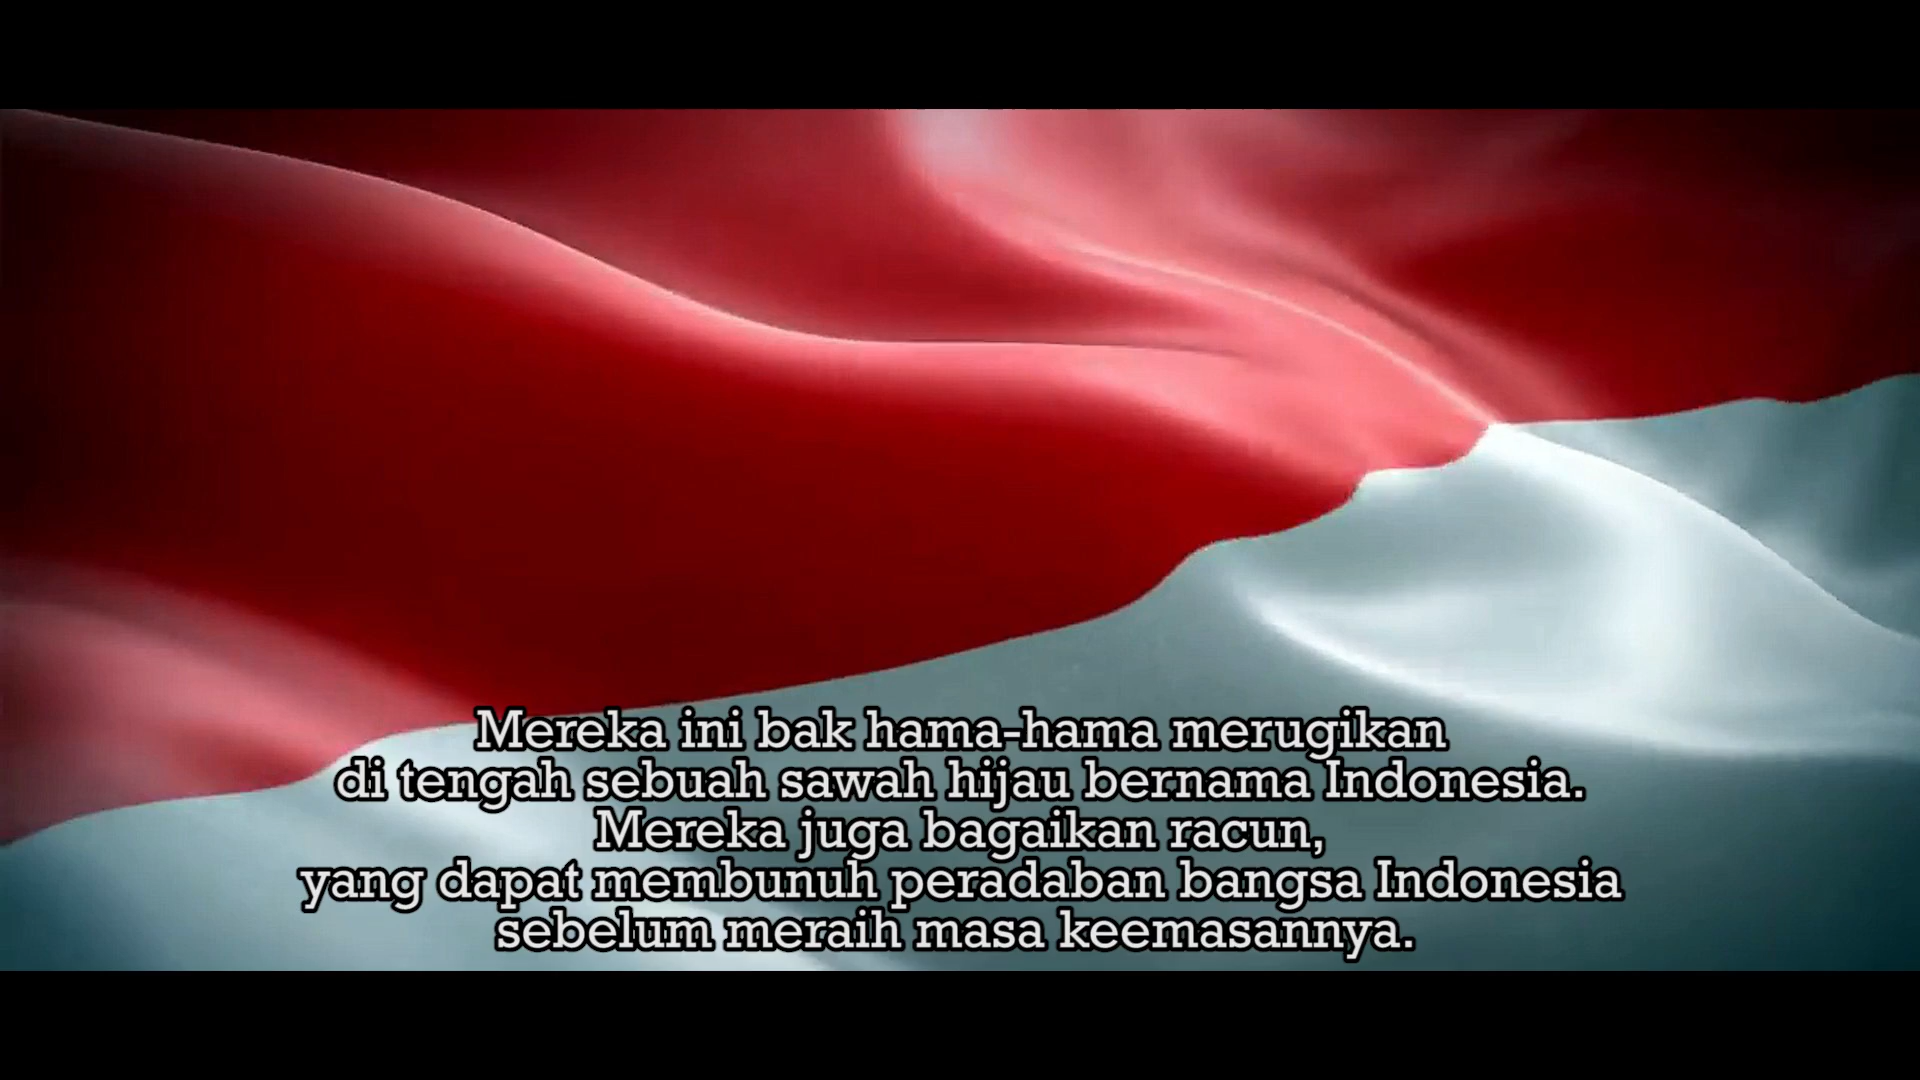 Mereka ini bak hama-hama merugikan
di tengah sebuah sawah hijau bernama Indonesia.
Mereka juga bagaikan racun,
yang dapat membunuh peradaban bangsa Indonesia
sebelum meraih masa keemasannya.